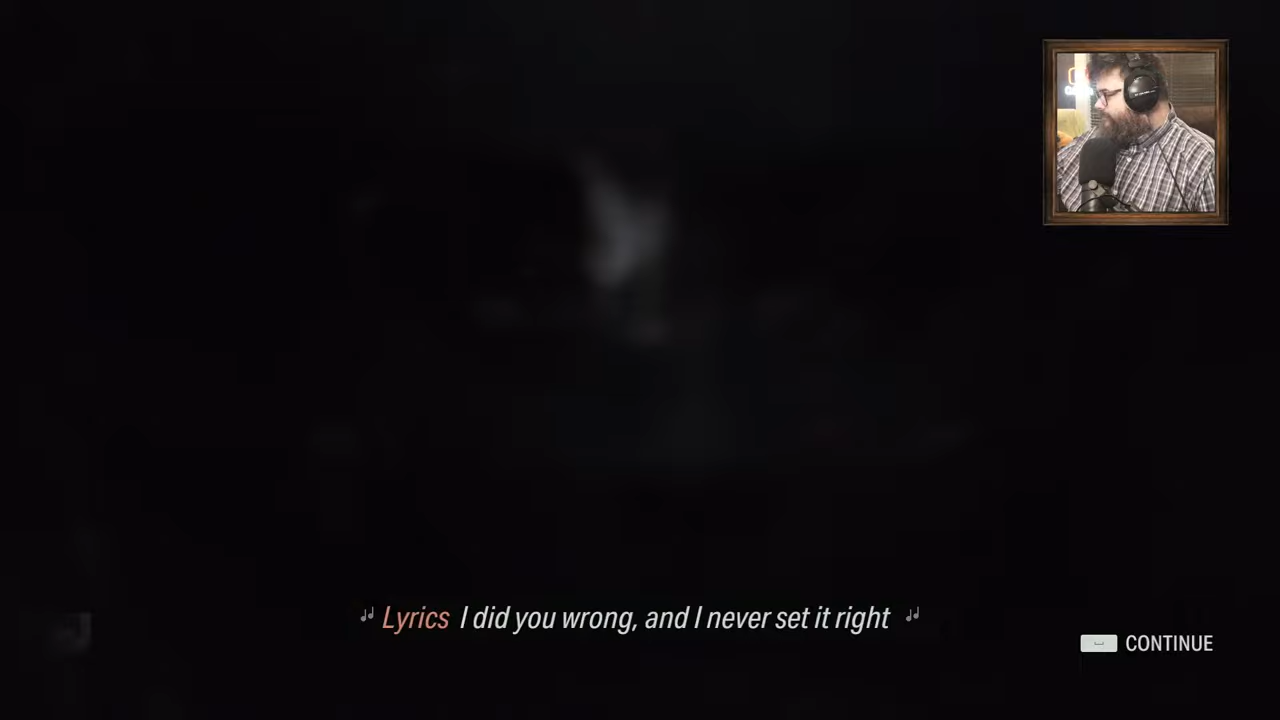 ♫ Lyrics I did you wrong, and I never set it right ♫
CONTINUE